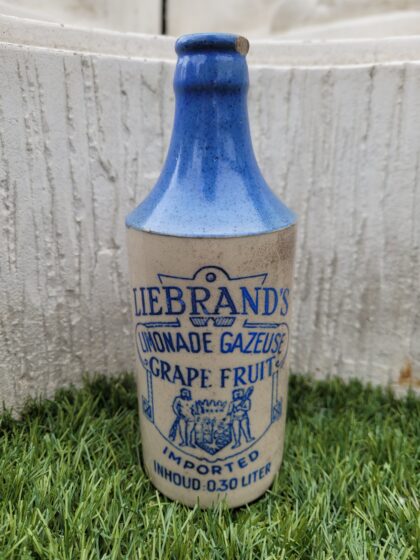 LIEBRAND'S
LIMONADE GAZEUSE
GRAPE FRUIT
IMPORTED
INHOUD·0.30 LITER